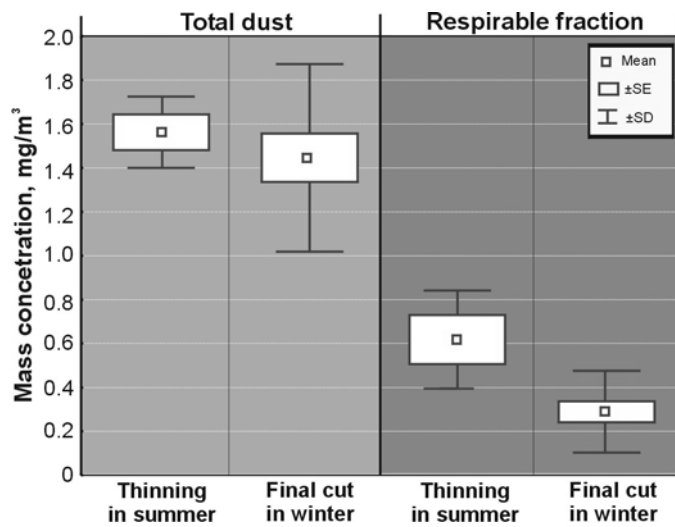 Total dust
Respirable fraction
Mass concetration, mg/m³
2.0
1.8
1.6
1.4
1.2
1.0
0.8
0.6
0.4
0.2
0
Mean
±SE
±SD
Thinning
in summer
Final cut
in winter
Thinning
in summer
Final cut
in winter